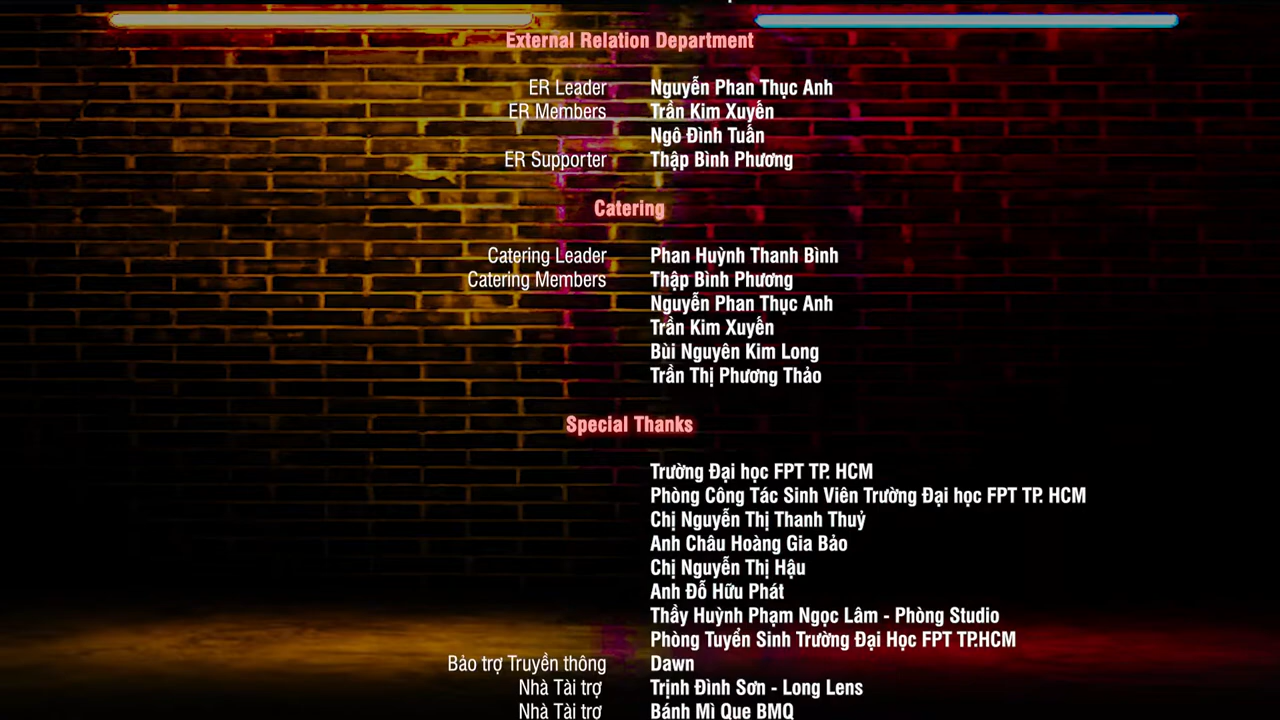 External Relation Department
ER Leader Nguyễn Phan Thục Anh
ER Members Trần Kim Xuyến
Ngô Đình Tuấn
ER Supporter Thập Bình Phương
Catering
Catering Leader Phan Huỳnh Thanh Bình
Catering Members Thập Bình Phương
Nguyễn Phan Thục Anh
Trần Kim Xuyến
Bùi Nguyên Kim Long
Trần Thị Phương Thảo
Special Thanks
Trường Đại học FPT TP. HCM
Phòng Công Tác Sinh Viên Trường Đại học FPT TP. HCM
Chị Nguyễn Thị Thanh Thuỷ
Anh Châu Hoàng Gia Bảo
Chị Nguyễn Thị Hậu
Anh Đỗ Hữu Phát
Thầy Huỳnh Phạm Ngọc Lâm - Phòng Studio
Phòng Tuyển Sinh Trường Đại Học FPT TP.HCM
Bảo trợ Truyền thông Dawn
Nhà Tài trợ Trịnh Đình Sơn - Long Lens
Nhà Tài trợ Bánh Mì Que BMQ